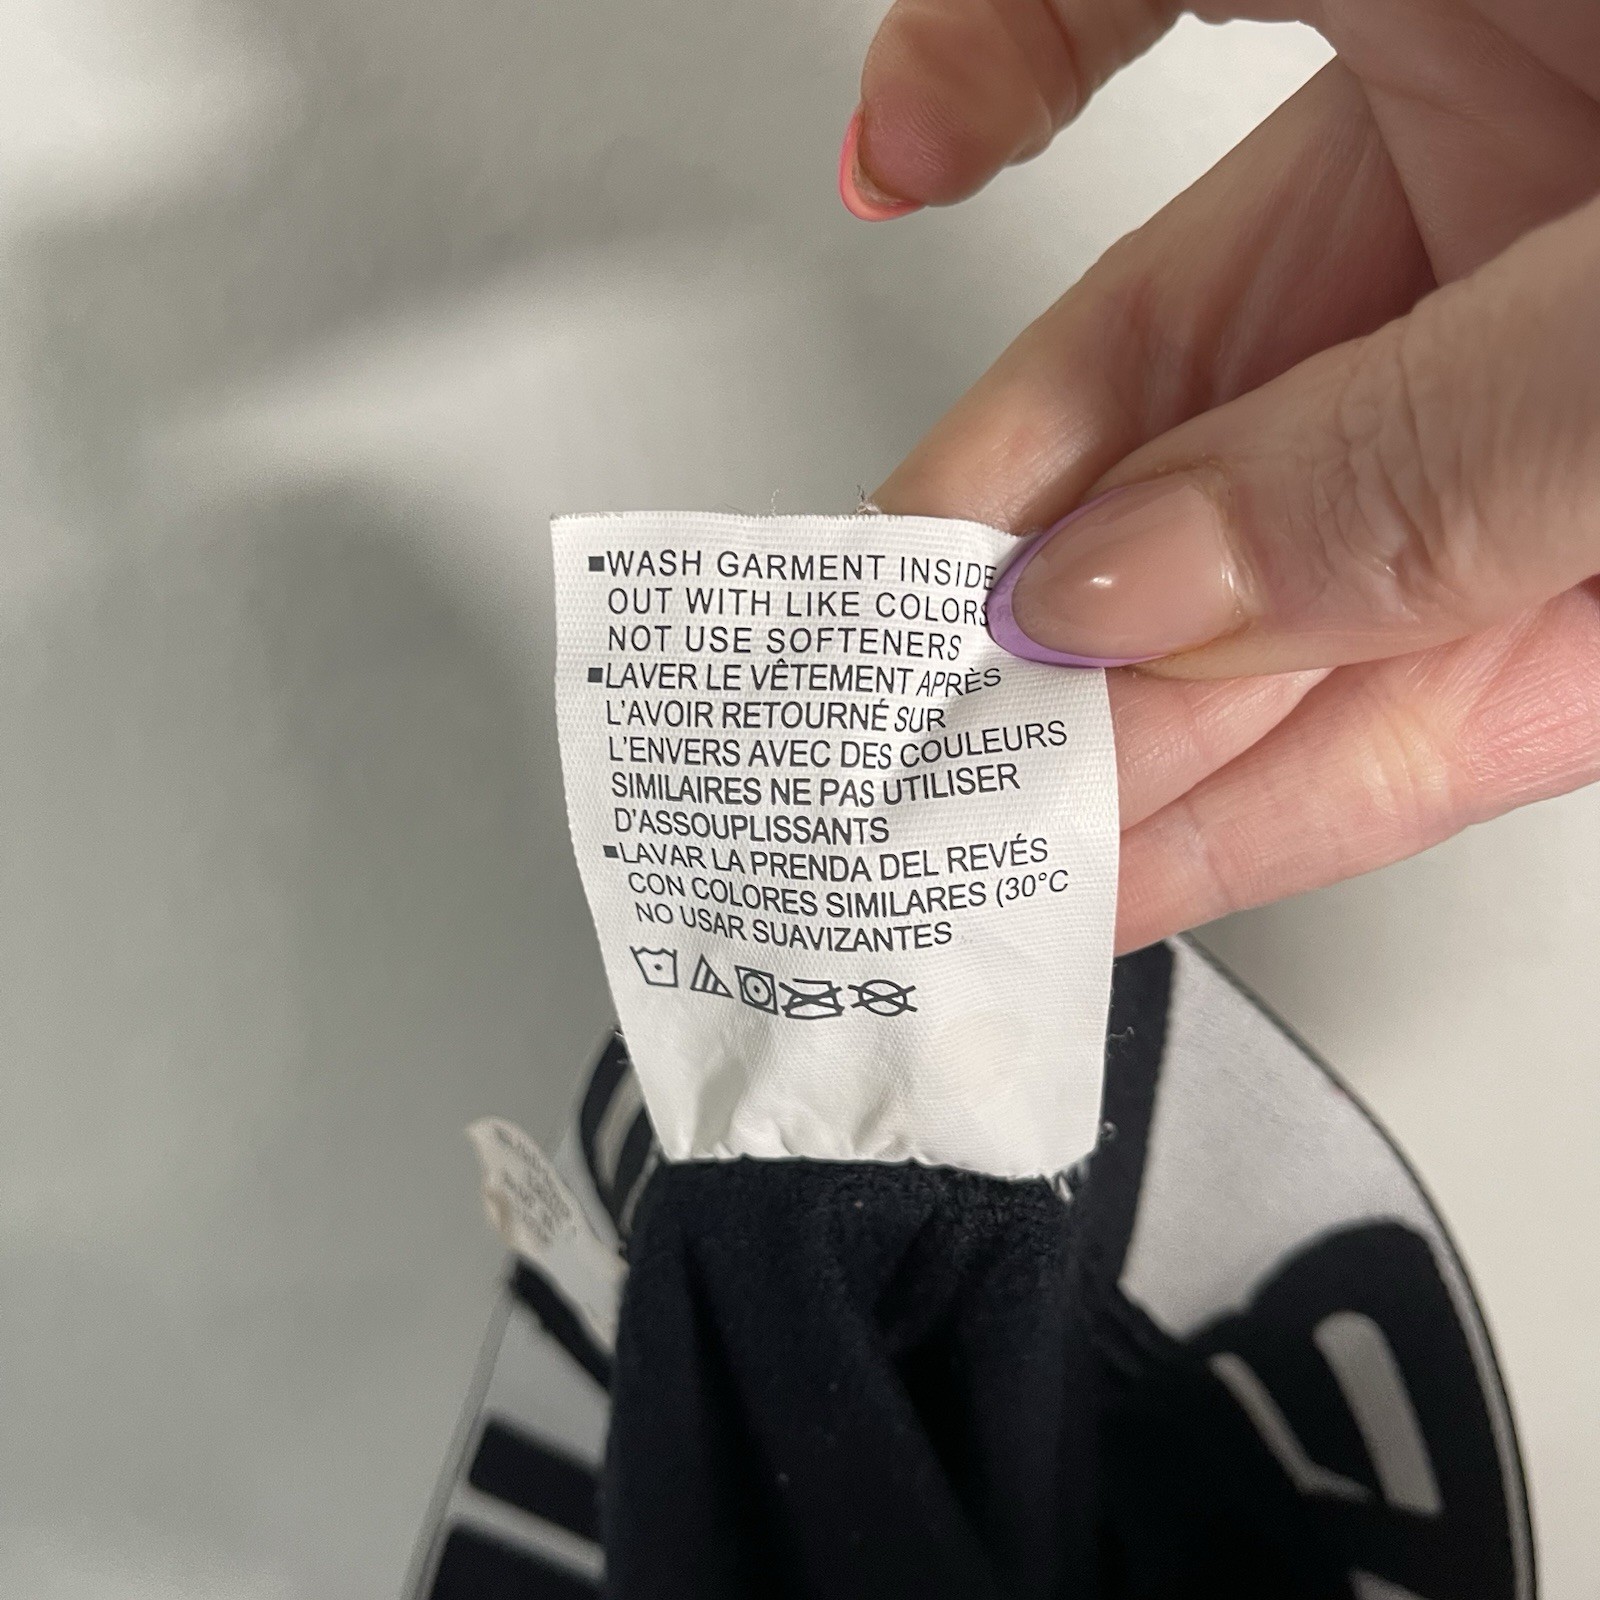 ■WASH GARMENT INSIDE
OUT WITH LIKE COLORS
NOT USE SOFTENERS
■LAVER LE VÊTEMENT APRÈS
L'AVOIR RETOURNÉ SUR
L'ENVERS AVEC DES COULEURS
SIMILAIRES NE PAS UTILISER
D'ASSOUPLISSANTS
■LAVAR LA PRENDA DEL REVÉS
CON COLORES SIMILARES (30°C
NO USAR SUAVIZANTES